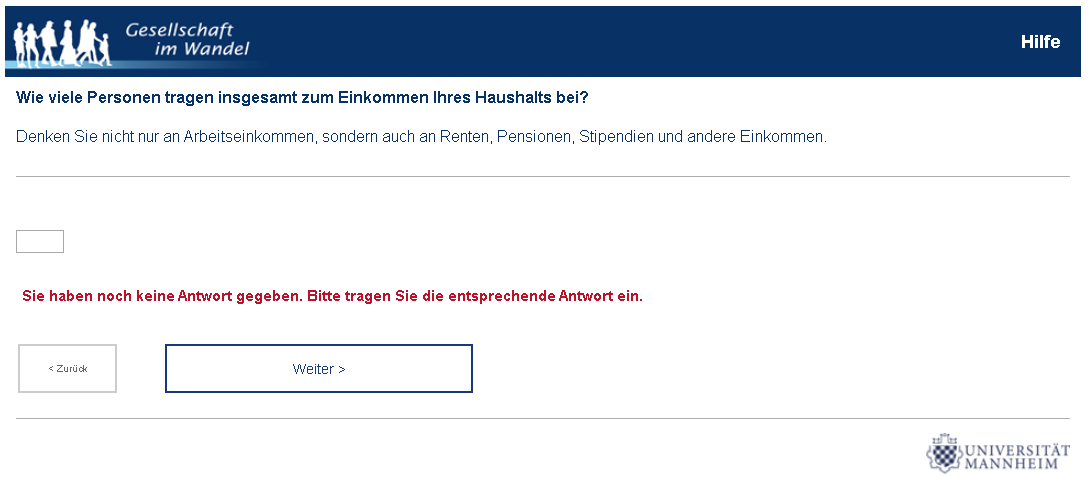 Gesellschaft
im Wandel
Hilfe
Wie viele Personen tragen insgesamt zum Einkommen Ihres Haushalts bei?
Denken Sie nicht nur an Arbeitseinkommen, sondern auch an Renten, Pensionen, Stipendien und andere Einkommen.
Sie haben noch keine Antwort gegeben. Bitte tragen Sie die entsprechende Antwort ein.
< Zurück
Weiter >
UNIVERSITÄT
MANNHEIM